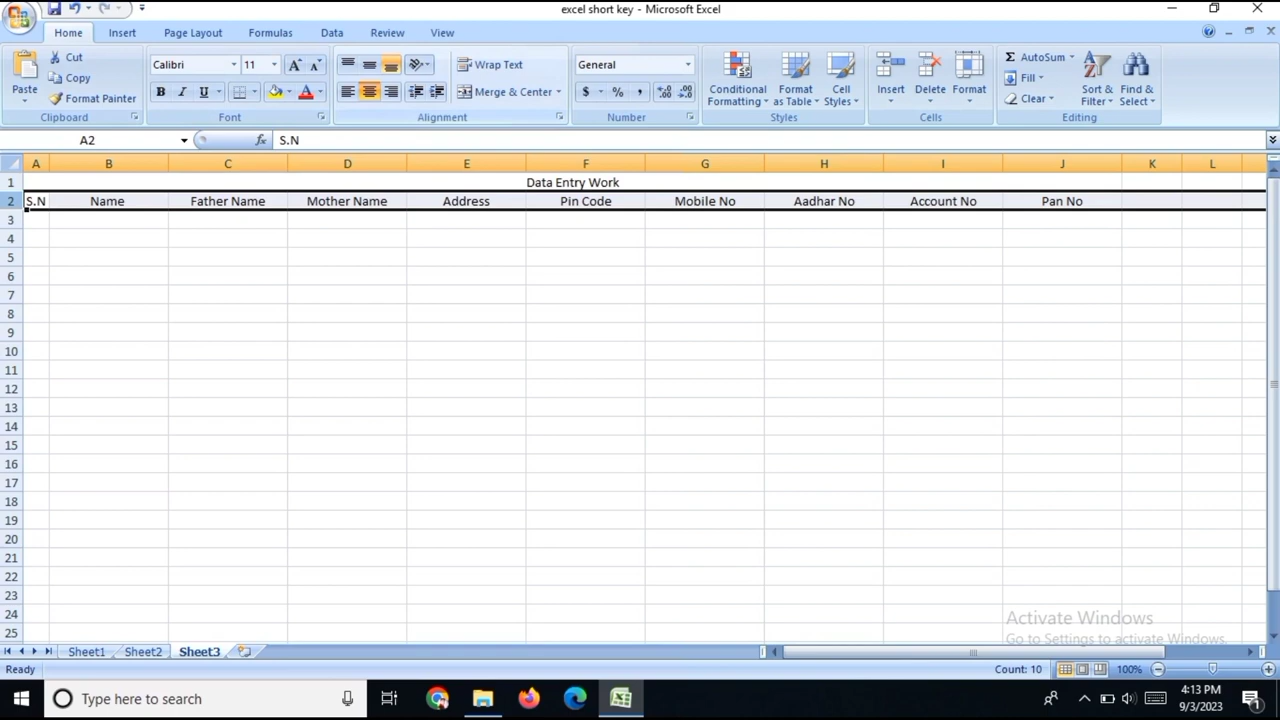 excel short key - Microsoft Excel
Home Insert Page Layout Formulas Data Review View
Cut
Copy
Format Painter
Paste
Clipboard
Calibri 11
B I U
Font
Wrap Text
Merge & Center
Alignment
General
$ % ,
Number
Conditional Formatting
Format as Table
Cell Styles
Styles
Insert Delete Format
Cells
Σ AutoSum
Fill
Clear
Sort & Filter
Find & Select
Editing
A2 fx S.N
A B C D E F G H I J K L
1 Data Entry Work
2 S.N Name Father Name Mother Name Address Pin Code Mobile No Aadhar No Account No Pan No
3
4
5
6
7
8
9
10
11
12
13
14
15
16
17
18
19
20
21
22
23
24
25
Activate Windows
Go to Settings to activate Windows.
Sheet1 Sheet2 Sheet3
Ready Count: 10 100%
Type here to search
4:13 PM
9/3/2023
1